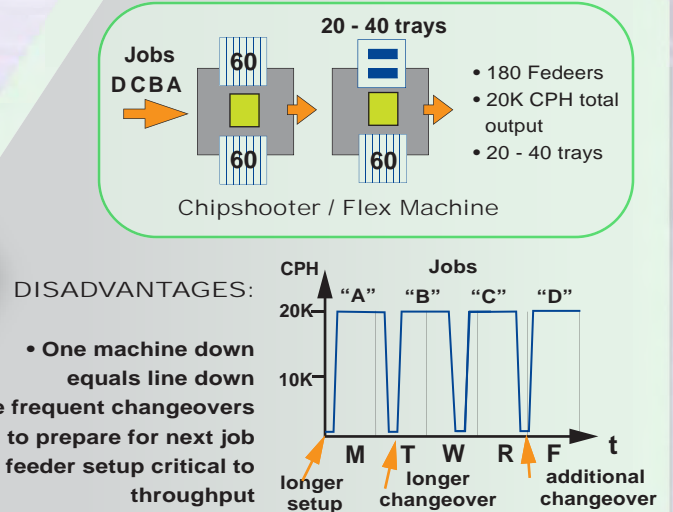 20 - 40 trays
Jobs
D C B A
60
60
60
• 180 Fedeers
• 20K CPH total
output
• 20 - 40 trays
Chipshooter / Flex Machine
DISADVANTAGES:
• One machine down
equals line down
frequent changeovers
to prepare for next job
feeder setup critical to
throughput
CPH
Jobs
“A” “B” “C” “D”
20K
10K
M T W R F
t
longer
setup
longer
changeover
additional
changeover